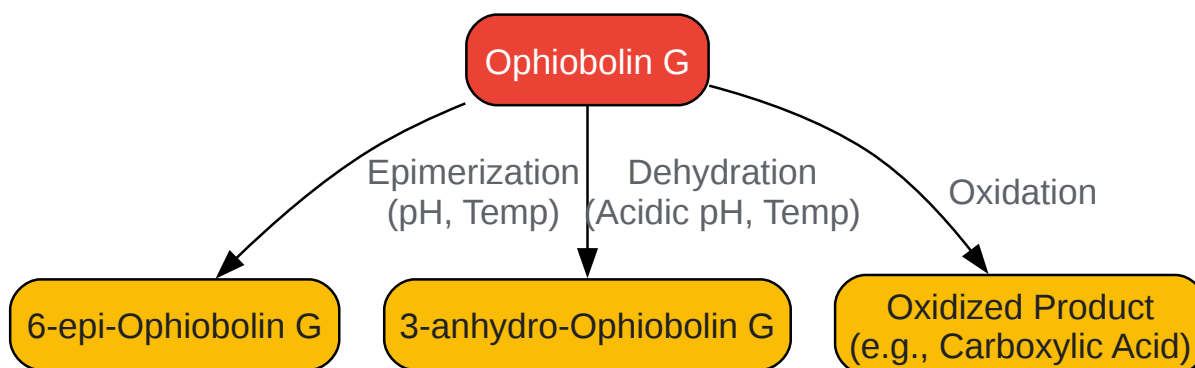 Ophiobolin G
Epimerization
(pH, Temp)
Dehydration
(Acidic pH, Temp)
Oxidation
6-epi-Ophiobolin G
3-anhydro-Ophiobolin G
Oxidized Product
(e.g., Carboxylic Acid)